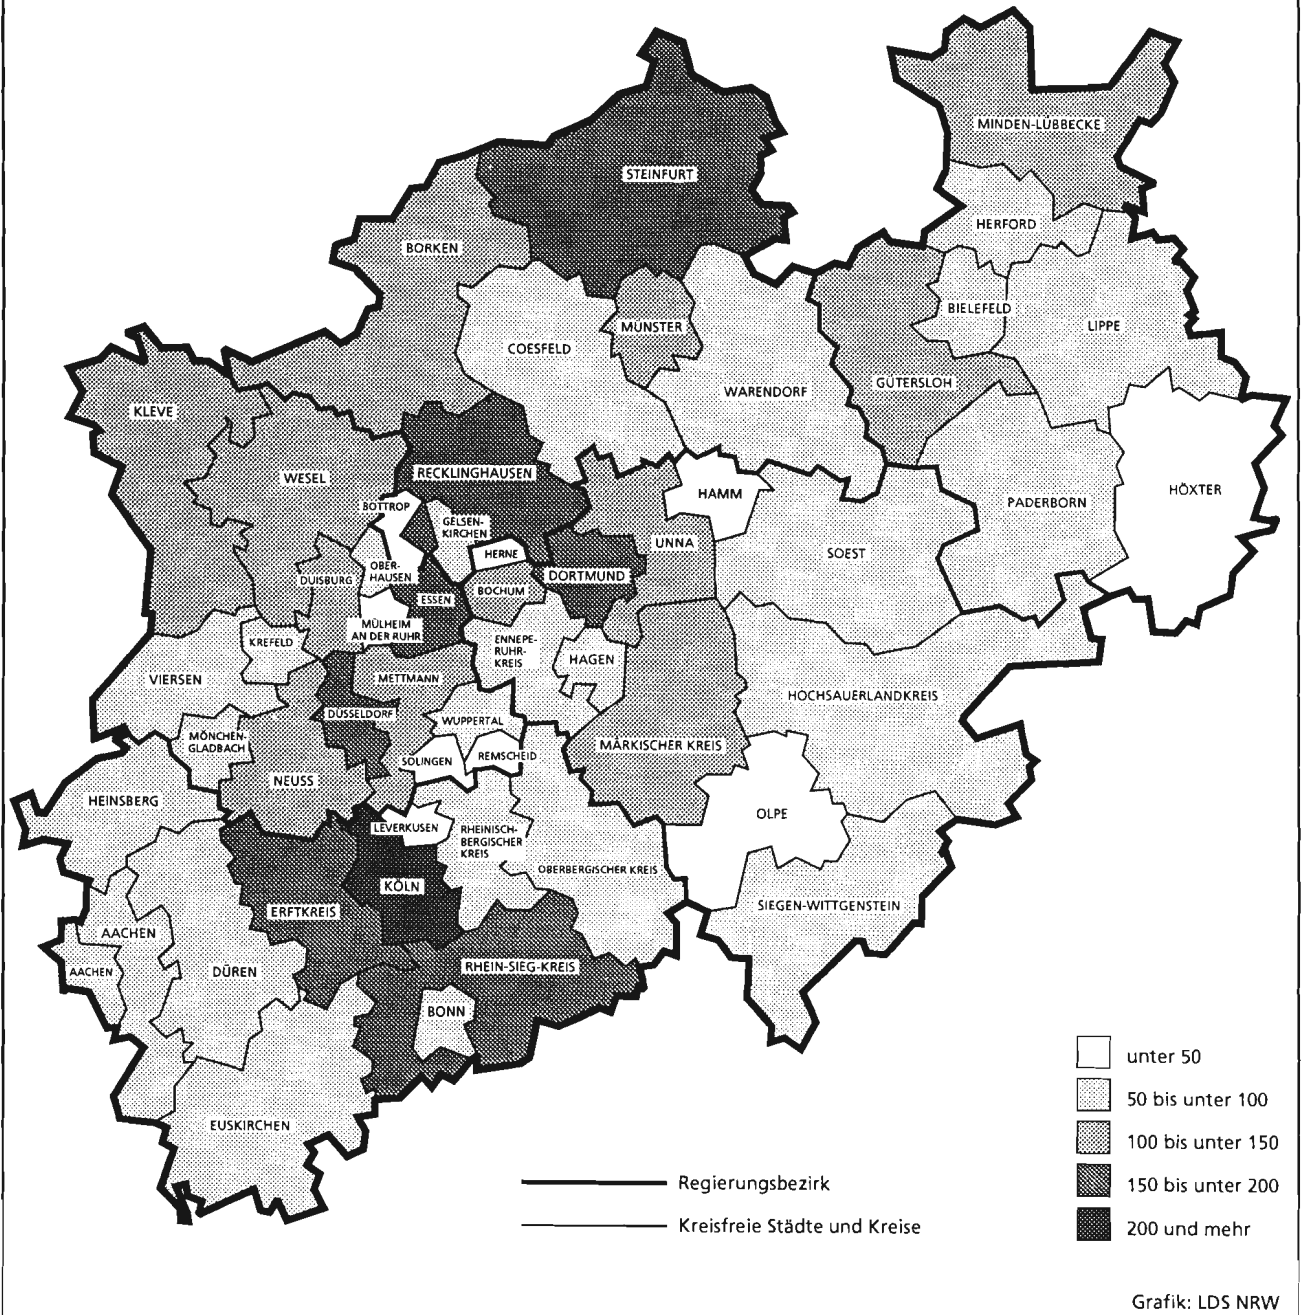 MINDEN-LÜBBECKE
STEINFURT
HERFORD
BORKEN
BIELEFELD
MÜNSTER
LIPPE
COESFELD
GÜTERSLOH
WARENDORF
KLEVE
RECKLINGHAUSEN
WESEL
HAMM
HÖXTER
PADERBORN
BOTTROP
GELSEN-
KIRCHEN
UNNA
HERNE
SOEST
OBER-
HAUSEN
DUISBURG
DORTMUND
BOCHUM
ESSEN
MÜLHEIM
AN DER RUHR
KREFELD
ENNEPE-
RUHR-
KREIS
HAGEN
VIERSEN
METTMANN
HOCHSAUERLANDKREIS
DÜSSELDORF
WUPPERTAL
MÖNCHEN-
GLADBACH
MÄRKISCHER KREIS
REMSCHEID
SOLINGEN
NEUSS
HEINSBERG
OLPE
LEVERKUSEN
RHEINISCH-
BERGISCHER
KREIS
OBERBERGISCHER KREIS
KÖLN
SIEGEN-WITTGENSTEIN
ERFTKREIS
AACHEN
RHEIN-SIEG-KREIS
AACHEN
DÜREN
BONN
EUSKIRCHEN
unter 50
50 bis unter 100
100 bis unter 150
150 bis unter 200
200 und mehr
Regierungsbezirk
Kreisfreie Städte und Kreise
Grafik: LDS NRW